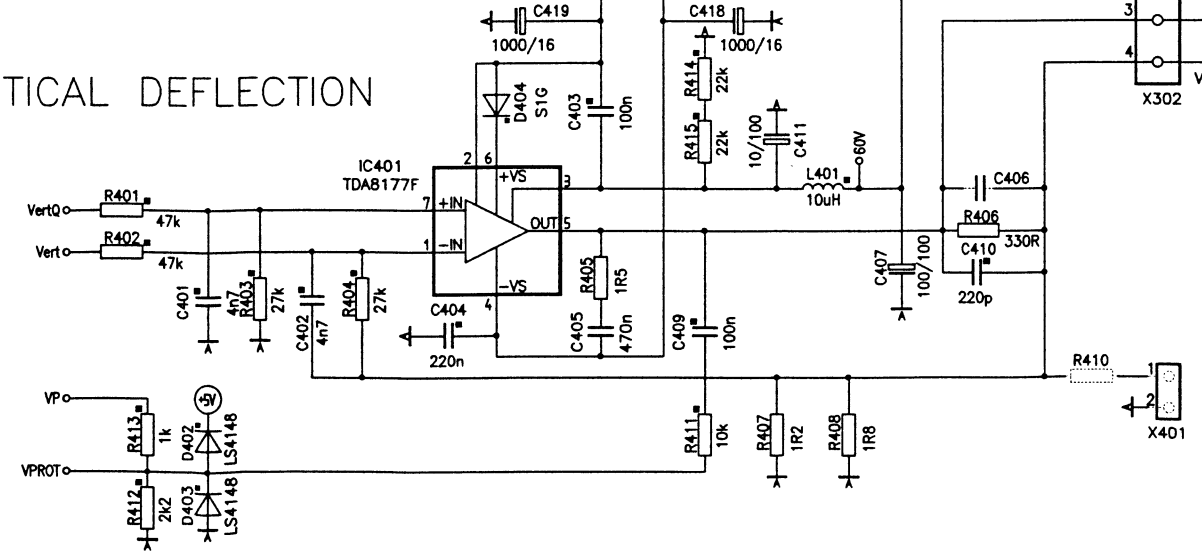 C419
1000/16
C418
1000/16
3
4
X302
V
TICAL DEFLECTION
D404
S1G
C403
100n
R414
22k
R415
22k
10/100
C411
60V
L401
10uH
IC401
TDA8177F
2
6
+VS
3
7
+IN
OUT
5
1
-IN
-VS
4
VertQ
R401
47k
Vert
R402
47k
C401
4n7
R403
27k
C402
4n7
R404
27k
C404
220n
R405
1R5
C405
470n
C409
100n
C407
100/100
C406
R406
330R
C410
220p
R410
1
2
X401
VP
R413
1k
+5V
D402
LS4148
VPROT
R412
2k2
D403
LS4148
R411
10k
R407
1R2
R408
1R8